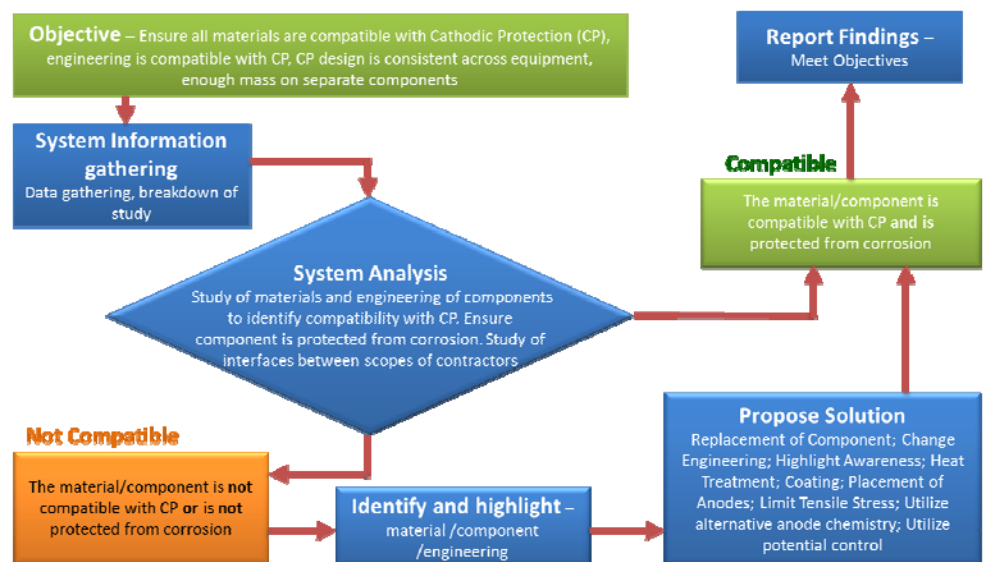 Objective – Ensure all materials are compatible with Cathodic Protection (CP),
engineering is compatible with CP, CP design is consistent across equipment,
enough mass on separate components
Report Findings –
Meet Objectives
System Information
gathering
Data gathering, breakdown of
study
Compatible
The material/component is
compatible with CP and is
protected from corrosion
System Analysis
Study of materials and engineering of components
to identify compatibility with CP. Ensure
component is protected from corrosion. Study of
interfaces between scopes of contractors
Not Compatible
The material/component is not
compatible with CP or is not
protected from corrosion
Identify and highlight –
material /component
/engineering
Propose Solution
Replacement of Component; Change
Engineering; Highlight Awareness; Heat
Treatment; Coating; Placement of
Anodes; Limit Tensile Stress; Utilize
alternative anode chemistry; Utilize
potential control